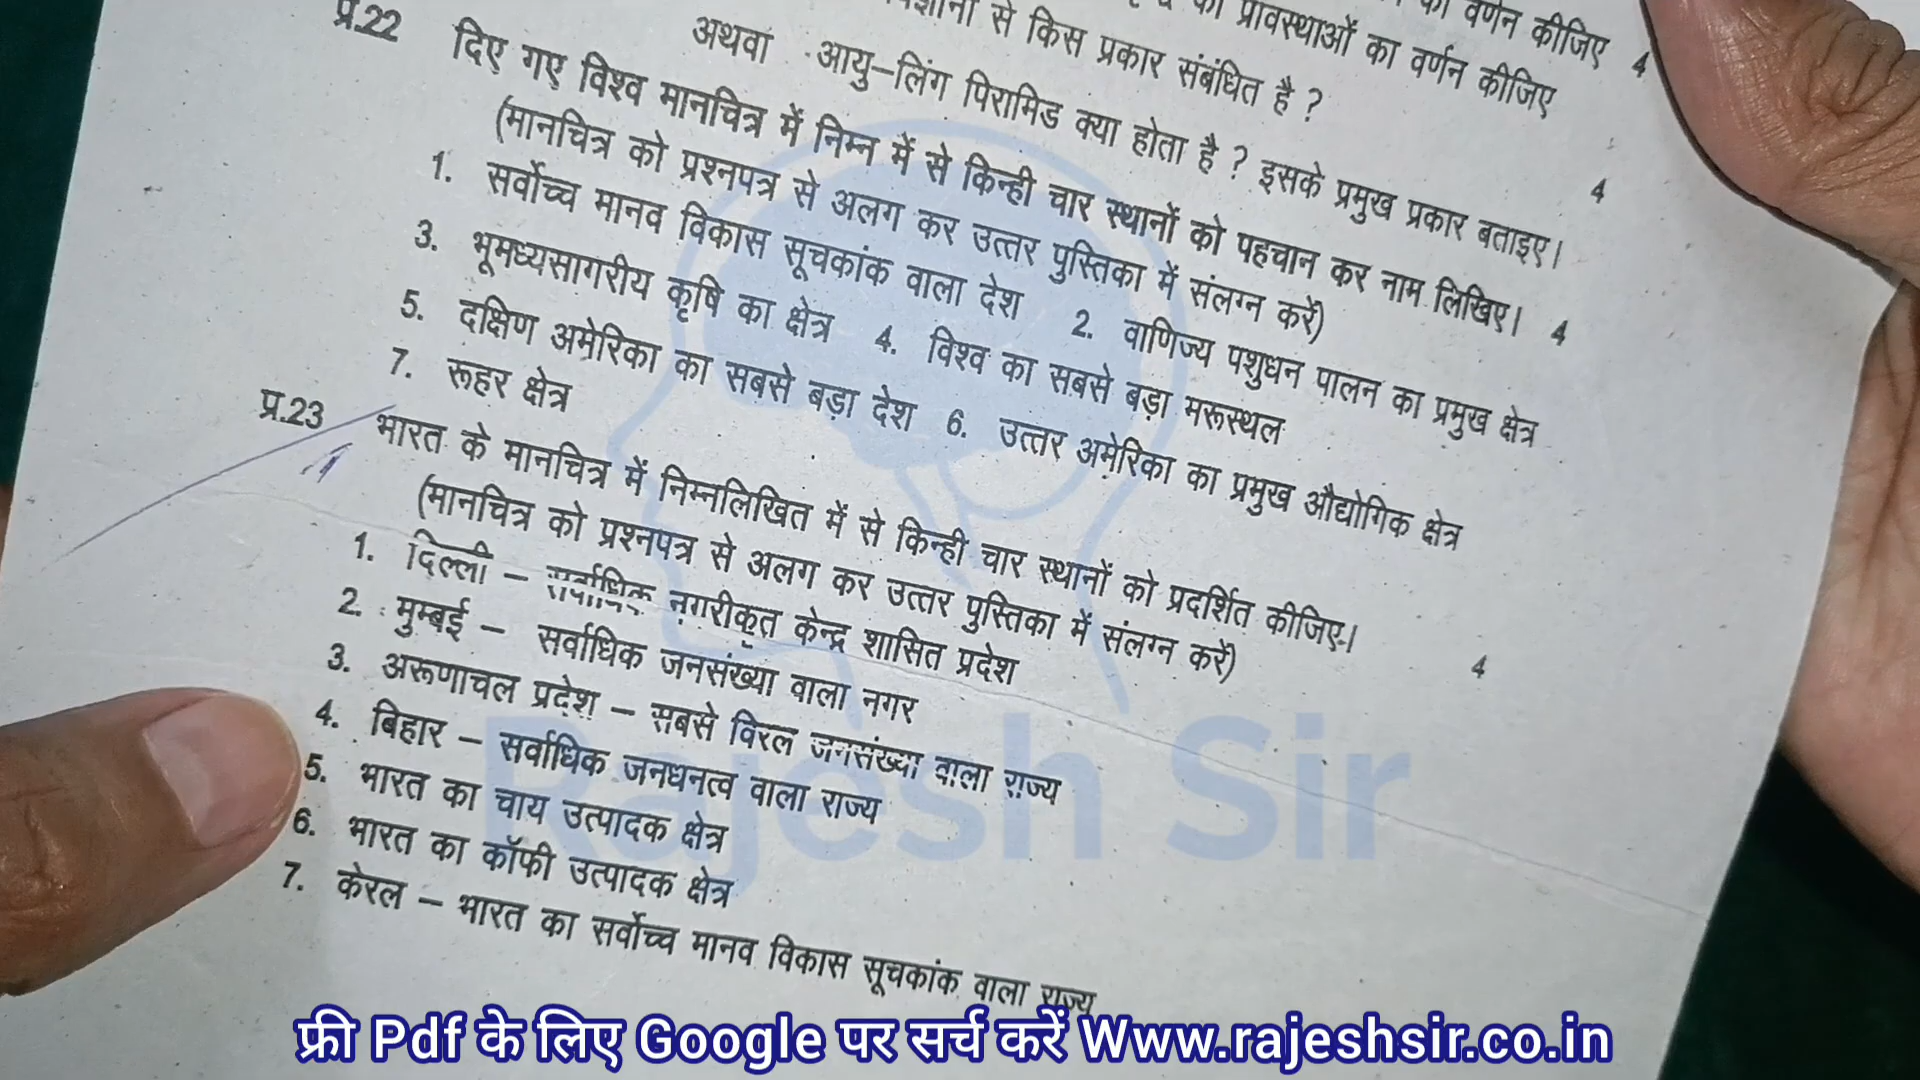 का वर्णन कीजिए 4
की प्रावस्थाओं का वर्णन कीजिए
से किस प्रकार संबंधित है ?
अथवा आयु–लिंग पिरामिड क्या होता है ? इसके प्रमुख प्रकार बताइए। 4
प्र.22 दिए गए विश्व मानचित्र में निम्न में से किन्ही चार स्थानों को पहचान कर नाम लिखिए। 4
(मानचित्र को प्रश्नपत्र से अलग कर उत्तर पुस्तिका में संलग्न करें)
1. सर्वोच्च मानव विकास सूचकांक वाला देश 2. वाणिज्य पशुधन पालन का प्रमुख क्षेत्र
3. भूमध्यसागरीय कृषि का क्षेत्र 4. विश्व का सबसे बड़ा मरूस्थल
5. दक्षिण अमेरिका का सबसे बड़ा देश 6. उत्तर अमेरिका का प्रमुख औद्योगिक क्षेत्र
7. रूहर क्षेत्र
प्र.23 भारत के मानचित्र में निम्नलिखित में से किन्ही चार स्थानों को प्रदर्शित कीजिए। 4
(मानचित्र को प्रश्नपत्र से अलग कर उत्तर पुस्तिका में संलग्न करें)
1. दिल्ली – सर्वाधिक नगरीकृत केन्द्र शासित प्रदेश
2. मुम्बई – सर्वाधिक जनसंख्या वाला नगर
3. अरूणाचल प्रदेश – सबसे विरल जनसंख्या वाला राज्य
4. बिहार – सर्वाधिक जनधनत्व वाला राज्य
5. भारत का चाय उत्पादक क्षेत्र
6. भारत का कॉफी उत्पादक क्षेत्र
7. केरल – भारत का सर्वोच्च मानव विकास सूचकांक वाला राज्य
Rajesh Sir
फ्री Pdf के लिए Google पर सर्च करें Www.rajeshsir.co.in